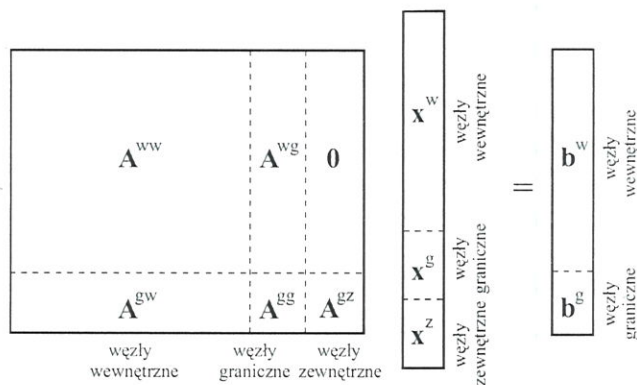 A^ww A^wg 0
A^gw A^gg A^gz
węzły wewnętrzne
węzły graniczne
węzły zewnętrzne
x^w
x^g
x^z
węzły wewnętrzne
węzły graniczne
węzły zewnętrzne
=
b^w
b^g
węzły wewnętrzne
węzły graniczne